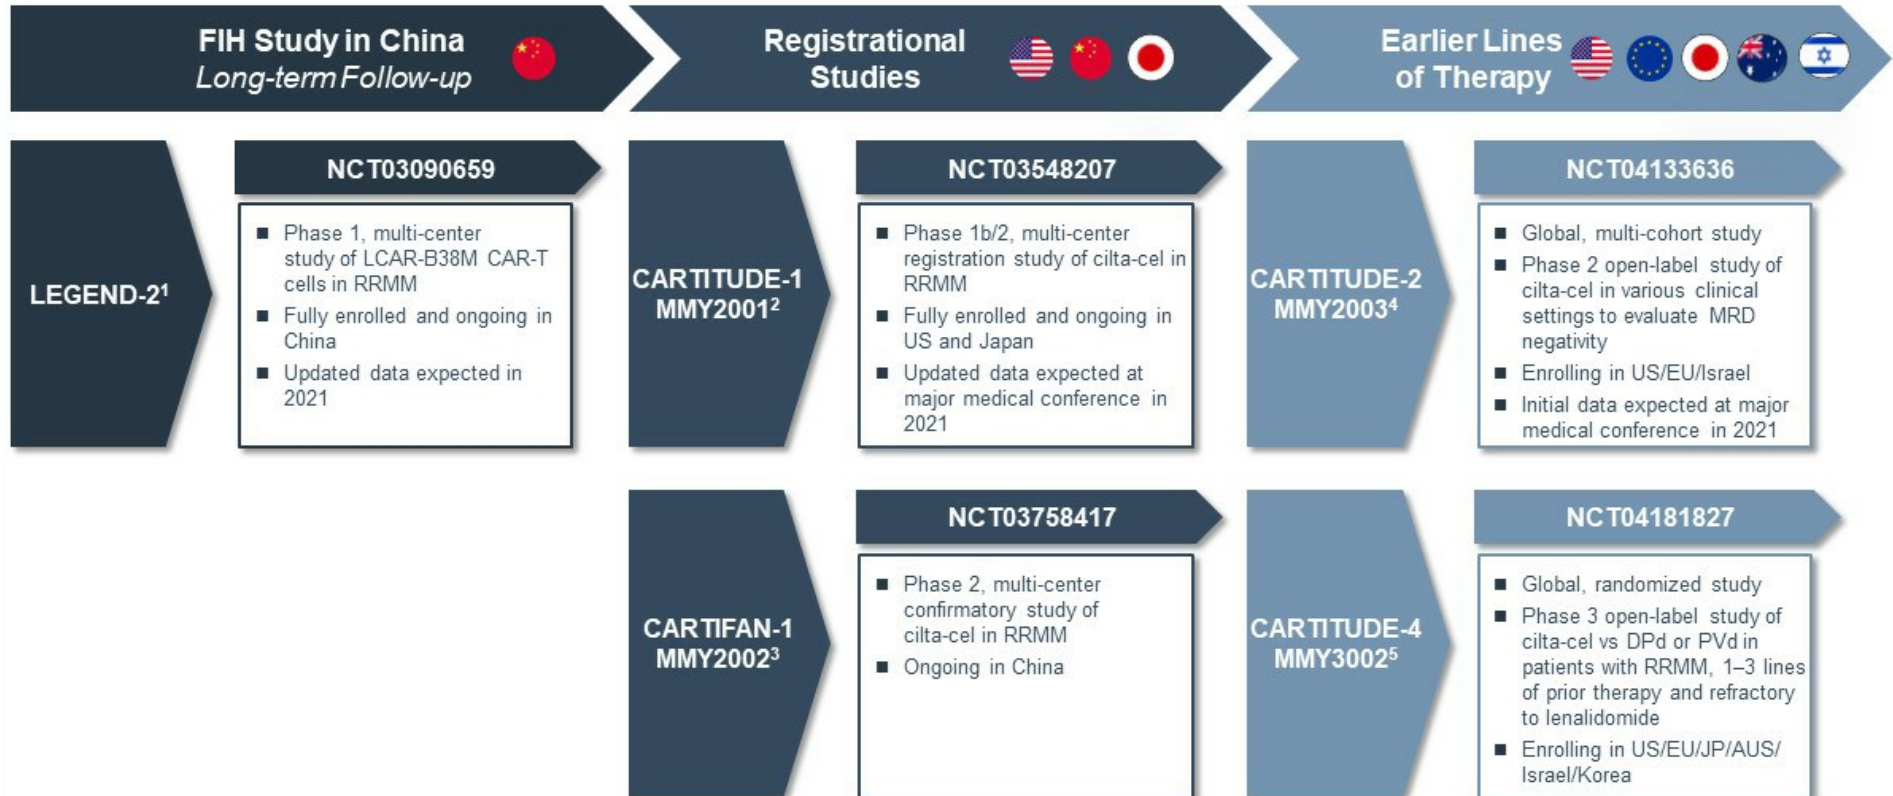 FIH Study in China
Long-term Follow-up
Registrational
Studies
Earlier Lines
of Therapy
LEGEND-2¹
NCT03090659
■ Phase 1, multi-center
study of LCAR-B38M CAR-T
cells in RRMM
■ Fully enrolled and ongoing in
China
■ Updated data expected in
2021
CARTITUDE-1
MMY2001²
NCT03548207
■ Phase 1b/2, multi-center
registration study of cilta-cel in
RRMM
■ Fully enrolled and ongoing in
US and Japan
■ Updated data expected at
major medical conference in
2021
CARTITUDE-2
MMY2003⁴
NCT04133636
■ Global, multi-cohort study
■ Phase 2 open-label study of
cilta-cel in various clinical
settings to evaluate MRD
negativity
■ Enrolling in US/EU/Israel
■ Initial data expected at major
medical conference in 2021
CARTIFAN-1
MMY2002³
NCT03758417
■ Phase 2, multi-center
confirmatory study of
cilta-cel in RRMM
■ Ongoing in China
CARTITUDE-4
MMY3002⁵
NCT04181827
■ Global, randomized study
■ Phase 3 open-label study of
cilta-cel vs DPd or PVd in
patients with RRMM, 1–3 lines
of prior therapy and refractory
to lenalidomide
■ Enrolling in US/EU/JP/AUS/
Israel/Korea